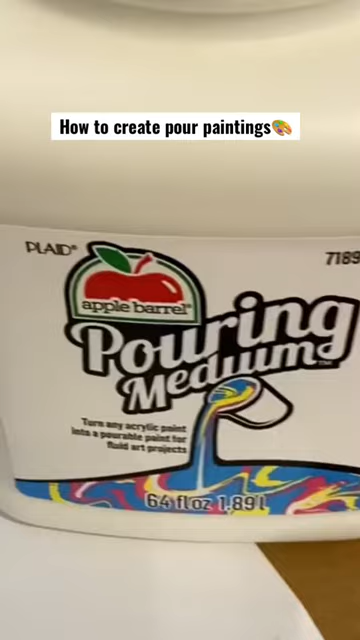 How to create pour paintings🎨
PLAID®
7189
apple barrel®
Pouring
Medium™
Turn any acrylic paint
into a pourable paint for
fluid art projects
64 fl oz 1.89 L